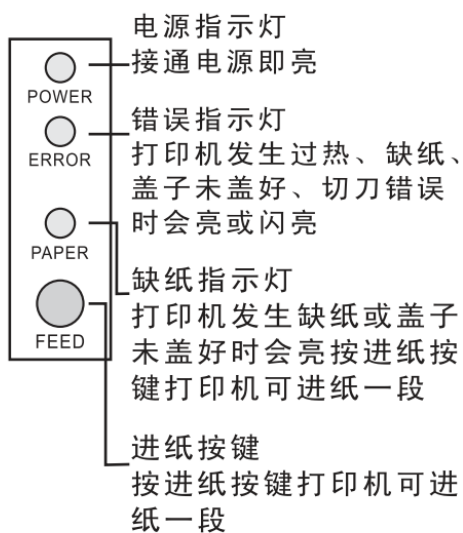 电源指示灯
接通电源即亮
POWER
错误指示灯
ERROR
打印机发生过热、缺纸、
盖子未盖好、切刀错误
时会亮或闪亮
PAPER
缺纸指示灯
打印机发生缺纸或盖子
FEED
未盖好时会亮按进纸按
键打印机可进纸一段
进纸按键
按进纸按键打印机可进
纸一段